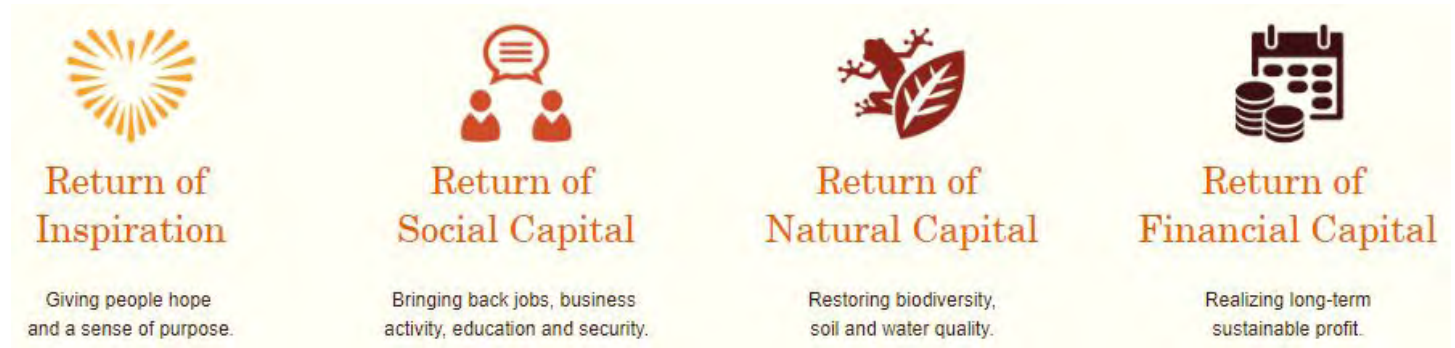 Return of
Inspiration
Giving people hope
and a sense of purpose.
Return of
Social Capital
Bringing back jobs, business
activity, education and security.
Return of
Natural Capital
Restoring biodiversity,
soil and water quality.
Return of
Financial Capital
Realizing long-term
sustainable profit.